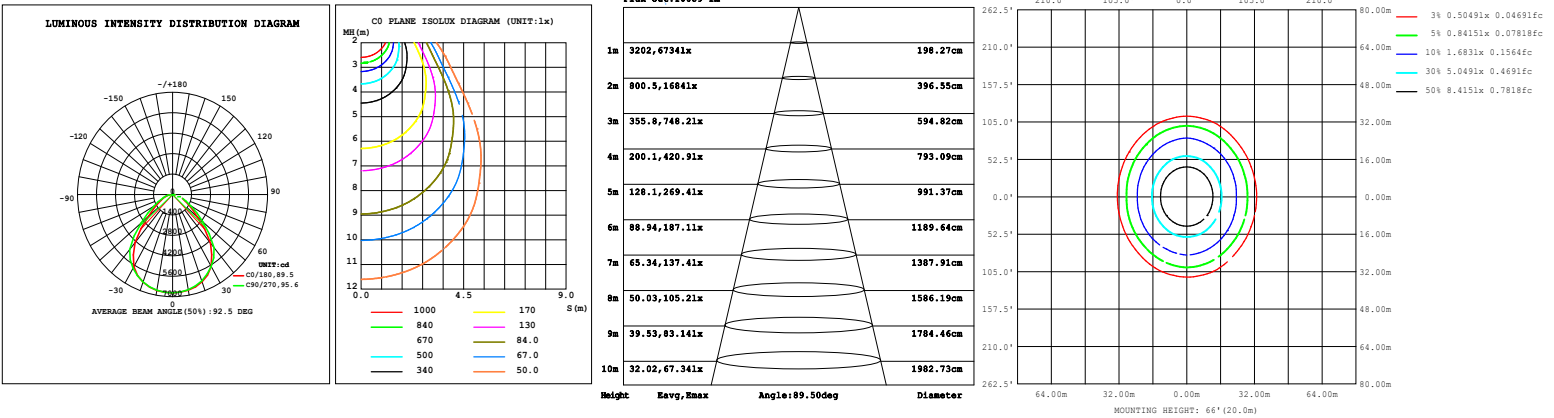 LUMINOUS INTENSITY DISTRIBUTION DIAGRAM
-/+180
-150
150
-120
120
-90
90
0
1400
2800
4200
5600
7000
-30
30
60
0
UNIT:cd
C0/180,89.5
C90/270,95.6
AVERAGE BEAM ANGLE(50%):92.5 DEG
C0 PLANE ISOLUX DIAGRAM (UNIT:lx)
MH(m)
2
3
4
5
6
7
8
9
10
11
12
0.0
4.5
9.0
S(m)
1000
170
840
130
670
84.0
500
67.0
340
50.0
1m 3202,6734lx 198.27cm
2m 800.5,1684lx 396.55cm
3m 355.8,748.2lx 594.82cm
4m 200.1,420.9lx 793.09cm
5m 128.1,269.4lx 991.37cm
6m 88.94,187.1lx 1189.64cm
7m 65.34,137.4lx 1387.91cm
8m 50.03,105.2lx 1586.19cm
9m 39.53,83.14lx 1784.46cm
10m 32.02,67.34lx 1982.73cm
Height Eavg,Emax Angle:89.50deg Diameter
262.5' 80.00m
210.0' 64.00m
157.5' 48.00m
105.0' 32.00m
52.5' 16.00m
0.0' 0.00m
52.5' 16.00m
105.0' 32.00m
157.5' 48.00m
210.0' 64.00m
262.5' 80.00m
64.00m 32.00m 0.00m 32.00m 64.00m
MOUNTING HEIGHT: 66'(20.0m)
3% 0.5049lx 0.04691fc
5% 0.8415lx 0.07818fc
10% 1.683lx 0.1564fc
30% 5.049lx 0.4691fc
50% 8.415lx 0.7818fc